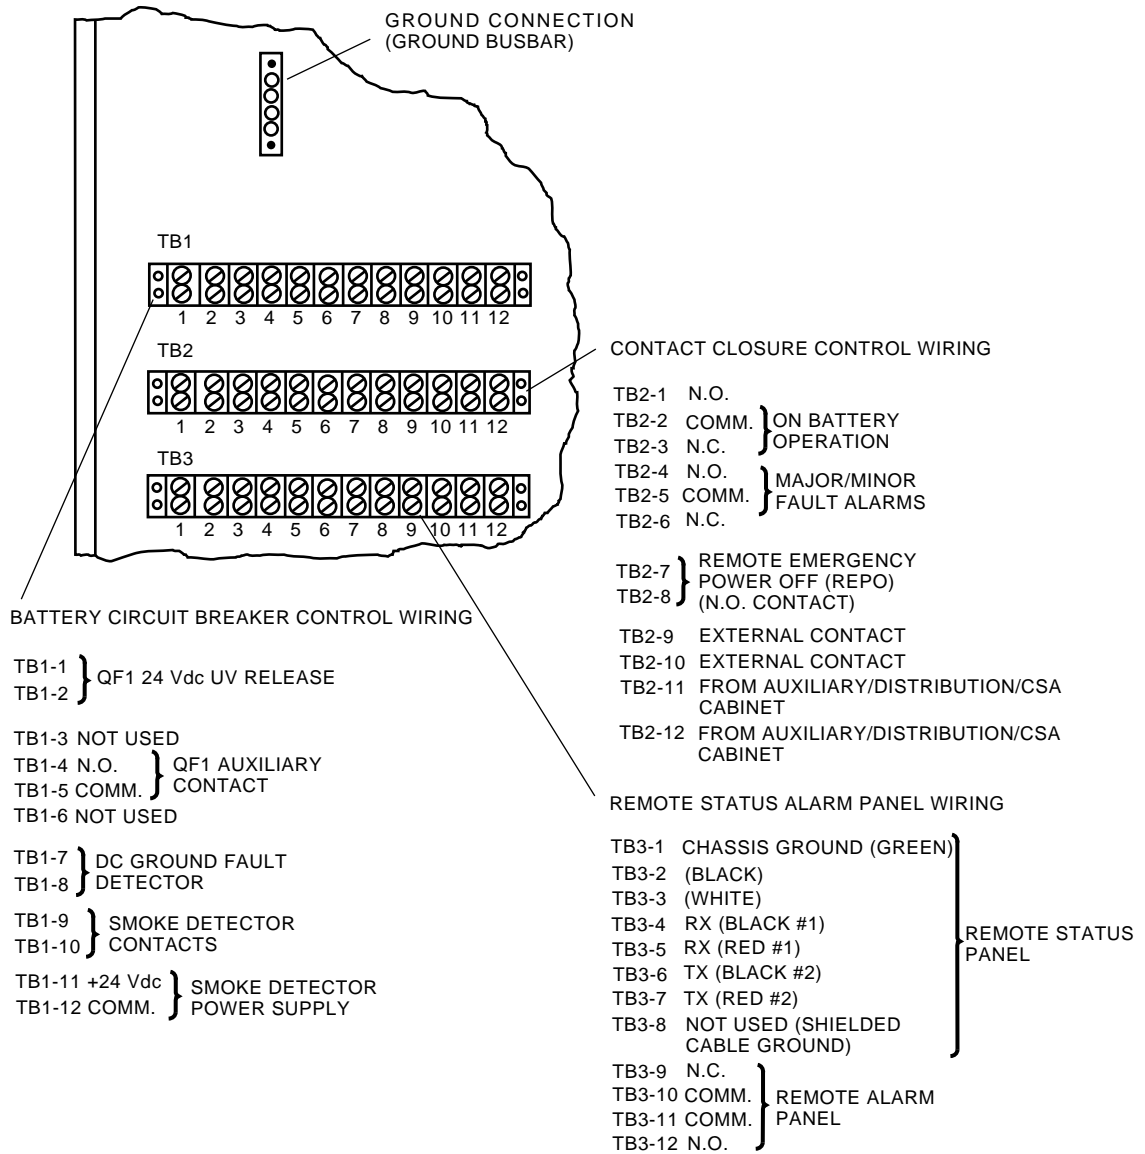 GROUND CONNECTION
(GROUND BUSBAR)
TB1
1 2 3 4 5 6 7 8 9 10 11 12
TB2
1 2 3 4 5 6 7 8 9 10 11 12
TB3
1 2 3 4 5 6 7 8 9 10 11 12
BATTERY CIRCUIT BREAKER CONTROL WIRING
TB1-1
TB1-2
QF1 24 Vdc UV RELEASE
TB1-3 NOT USED
TB1-4 N.O.
TB1-5 COMM.
QF1 AUXILIARY
CONTACT
TB1-6 NOT USED
TB1-7
TB1-8
DC GROUND FAULT
DETECTOR
TB1-9
TB1-10
SMOKE DETECTOR
CONTACTS
TB1-11 +24 Vdc
TB1-12 COMM.
SMOKE DETECTOR
POWER SUPPLY
CONTACT CLOSURE CONTROL WIRING
TB2-1 N.O.
TB2-2 COMM.
TB2-3 N.C.
ON BATTERY
OPERATION
TB2-4 N.O.
TB2-5 COMM.
TB2-6 N.C.
MAJOR/MINOR
FAULT ALARMS
TB2-7
TB2-8
REMOTE EMERGENCY
POWER OFF (REPO)
(N.O. CONTACT)
TB2-9 EXTERNAL CONTACT
TB2-10 EXTERNAL CONTACT
TB2-11 FROM AUXILIARY/DISTRIBUTION/CSA
CABINET
TB2-12 FROM AUXILIARY/DISTRIBUTION/CSA
CABINET
REMOTE STATUS ALARM PANEL WIRING
TB3-1 CHASSIS GROUND (GREEN)
TB3-2 (BLACK)
TB3-3 (WHITE)
TB3-4 RX (BLACK #1)
TB3-5 RX (RED #1)
TB3-6 TX (BLACK #2)
TB3-7 TX (RED #2)
TB3-8 NOT USED (SHIELDED
CABLE GROUND)
REMOTE STATUS
PANEL
TB3-9 N.C.
TB3-10 COMM.
TB3-11 COMM.
TB3-12 N.O.
REMOTE ALARM
PANEL